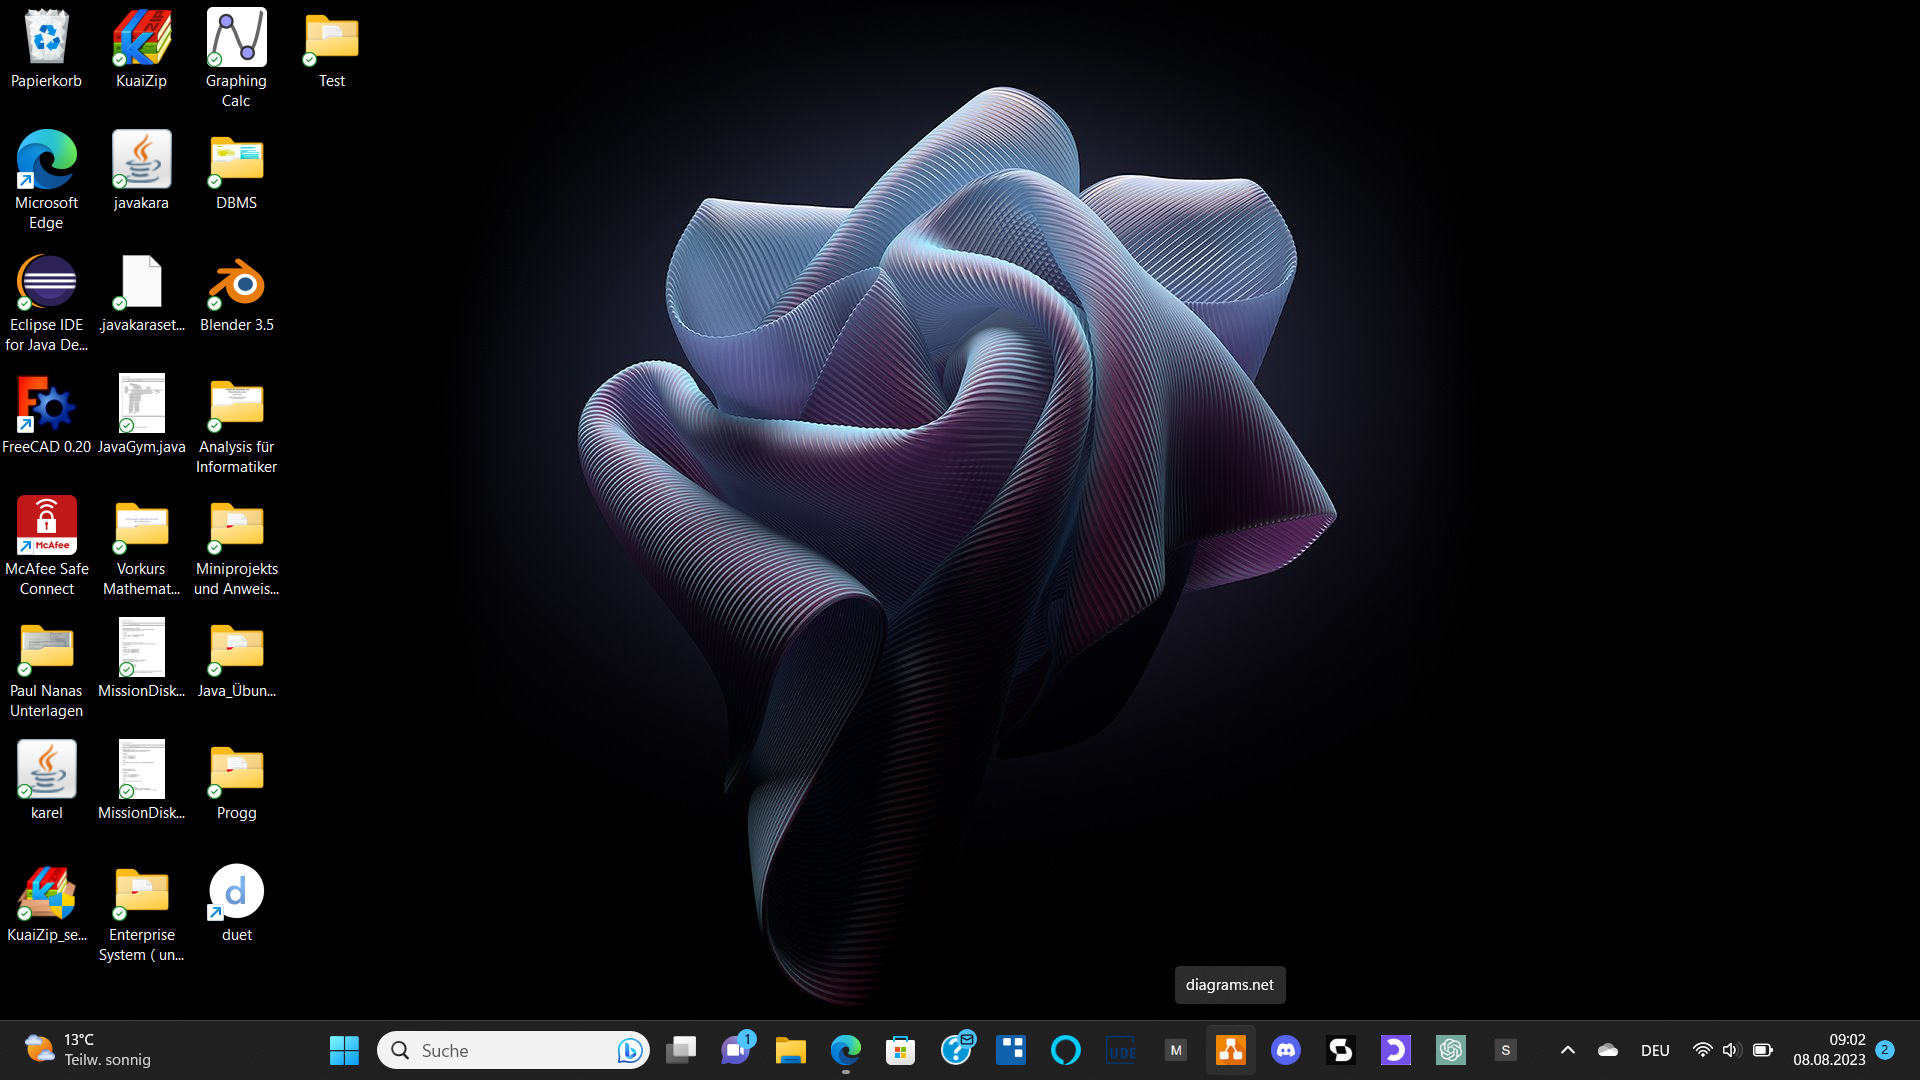 Papierkorb
KuaiZip
Graphing
Calc
Test
Microsoft
Edge
javakara
DBMS
Eclipse IDE
for Java De...
.javakaraset...
Blender 3.5
FreeCAD 0.20
JavaGym.java
Analysis für
Informatiker
McAfee
McAfee Safe
Connect
Vorkurs
Mathemat...
Miniprojekts
und Anweis...
Paul Nanas
Unterlagen
MissionDisk...
Java_Übun...
karel
MissionDisk...
Progg
KuaiZip_se...
Enterprise
System ( un...
d
duet
diagrams.net
13°C
Teilw. sonnig
Suche
1
UDE
M
S
DEU
09:02
08.08.2023
2